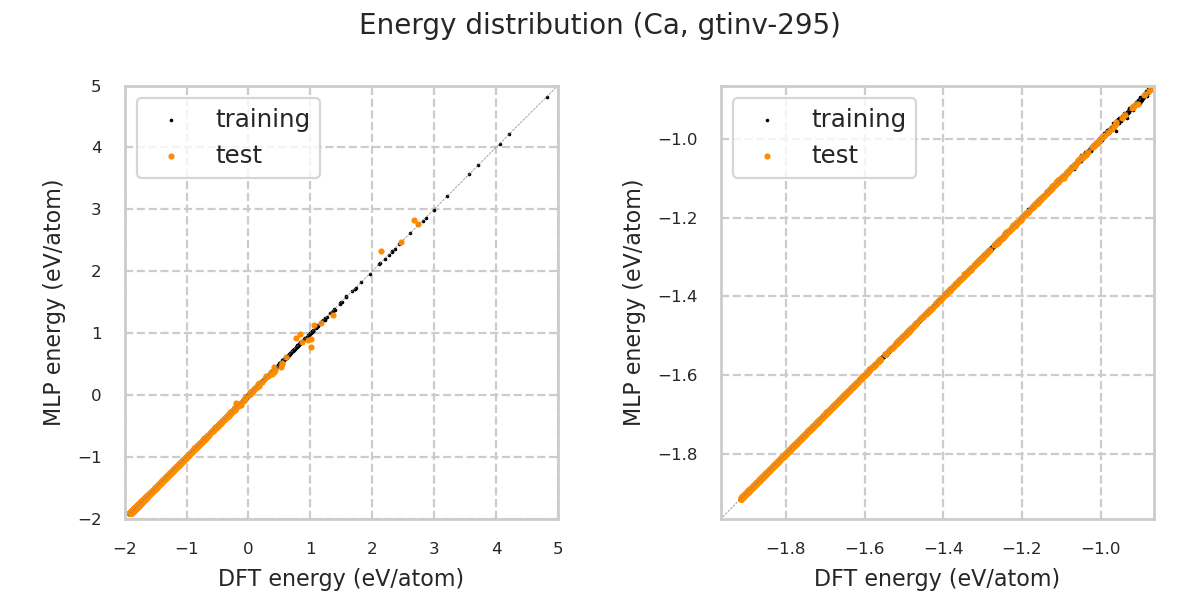 Energy distribution (Ca, gtinv-295)
training
test
5
4
3
2
1
0
−1
−2
−2
−1
0
1
2
3
4
5
MLP energy (eV/atom)
DFT energy (eV/atom)
training
test
−1.0
−1.2
−1.4
−1.6
−1.8
−1.8
−1.6
−1.4
−1.2
−1.0
MLP energy (eV/atom)
DFT energy (eV/atom)